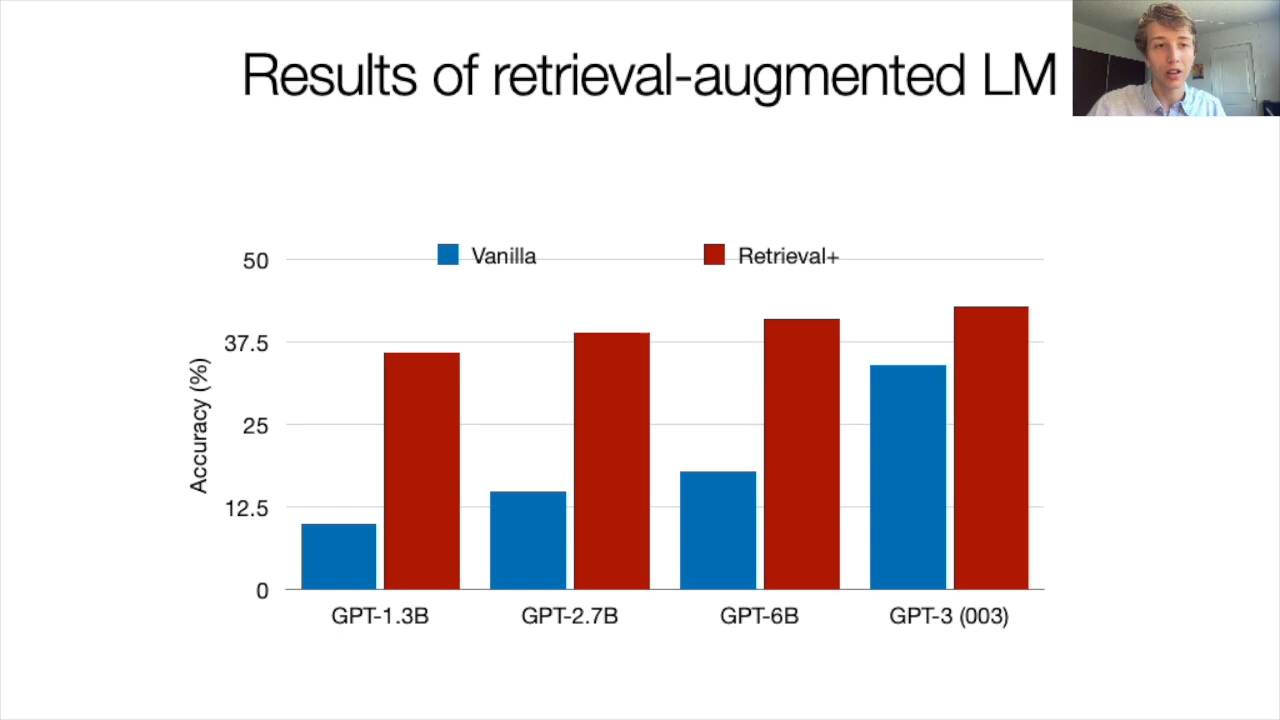 Results of retrieval-augmented LM
Vanilla
Retrieval+
50
37.5
25
12.5
0
Accuracy (%)
GPT-1.3B
GPT-2.7B
GPT-6B
GPT-3 (003)